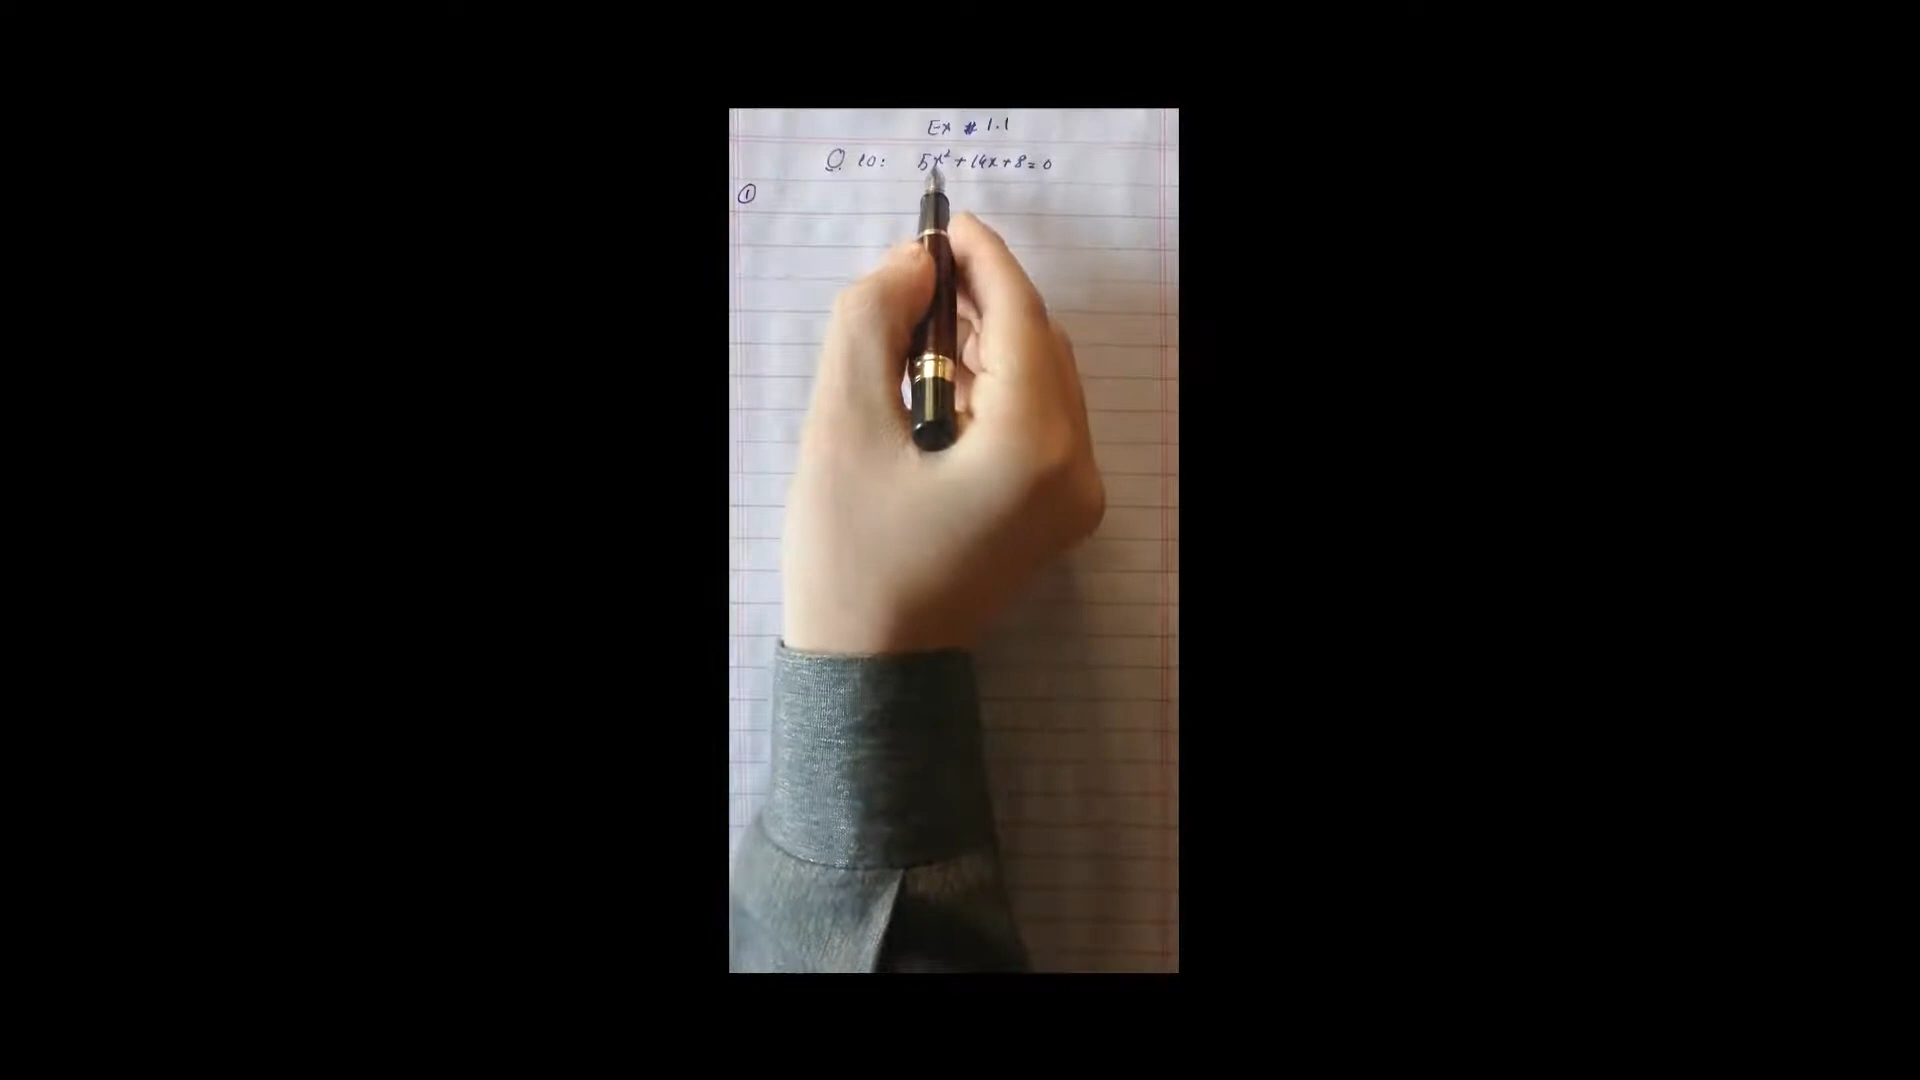 Ex # 1.1
Q 10: 5x² + 14x + 8 = 0
①